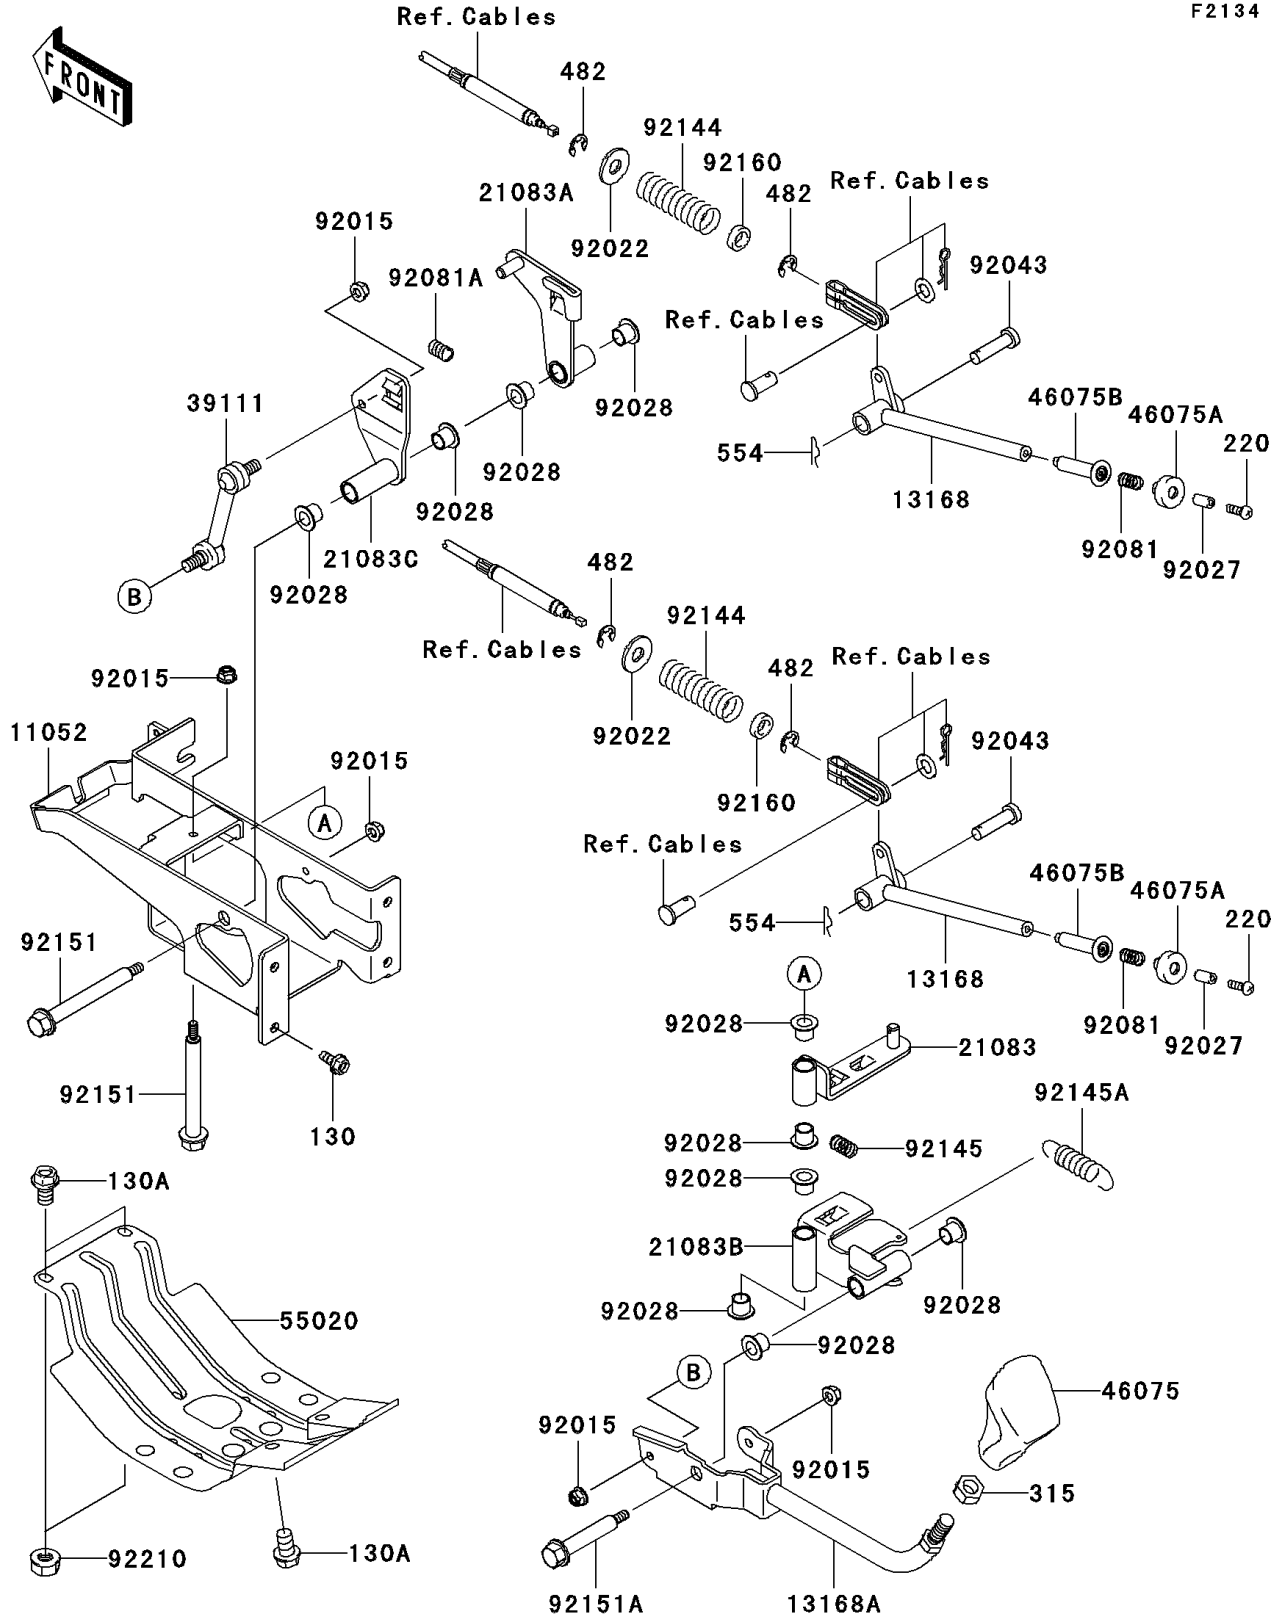 F2134
Ref.Cables
FRONT
482
92144
92160
Ref.Cables
21083A
482
92015
92022
92043
92081A
Ref.Cables
46075B
39111
92028
46075A
220
554
92028
13168
92028
92081
21083C
92027
482
92028
B
92144
Ref.Cables
Ref.Cables
482
92015
11052
92022
92043
92015
92160
A
Ref.Cables
46075B
46075A
554
220
92151
A
13168
92028
92081
92027
21083
92151
92145A
130
92028
92145
130A
92028
21083B
92028
92028
55020
92028
B
46075
92015
92015
315
92210
130A
92151A
13168A